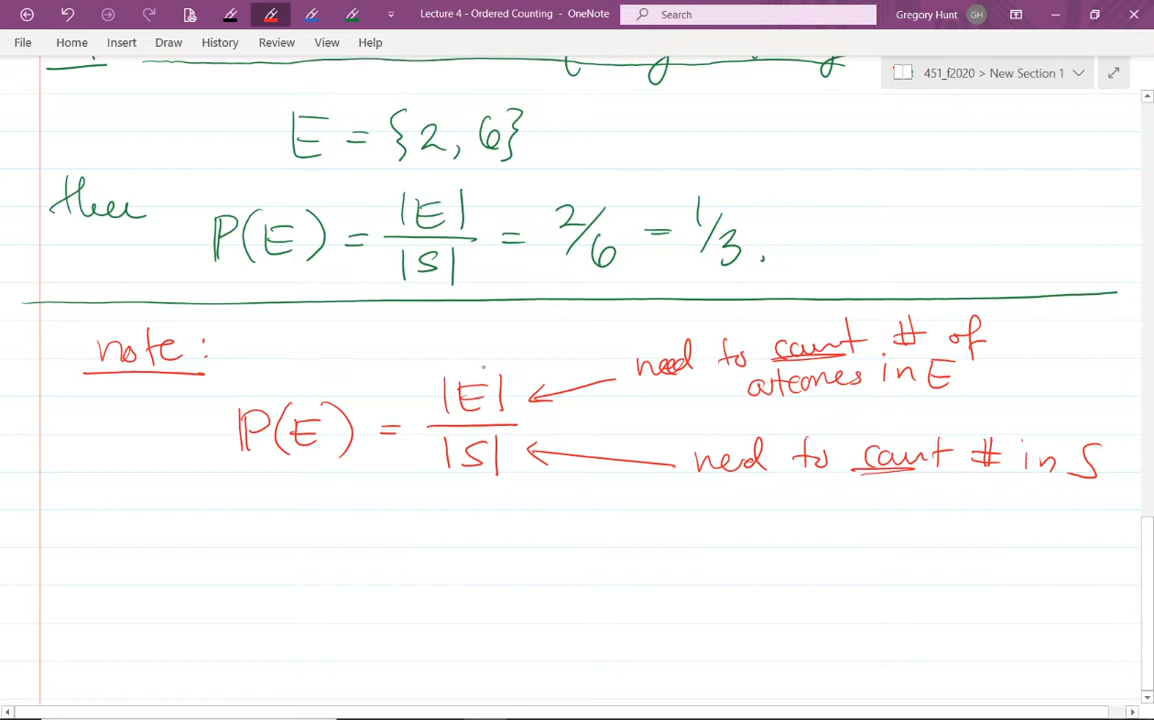 Lecture 4 - Ordered Counting - OneNote
Search
Gregory Hunt GH
File Home Insert Draw History Review View Help
451_f2020 > New Section 1
E = {2, 6}
then
P(E) = |E| / |S| = 2/6 = 1/3.
note:
need to count # of
outcomes in E
P(E) = |E| / |S|
need to count # in S